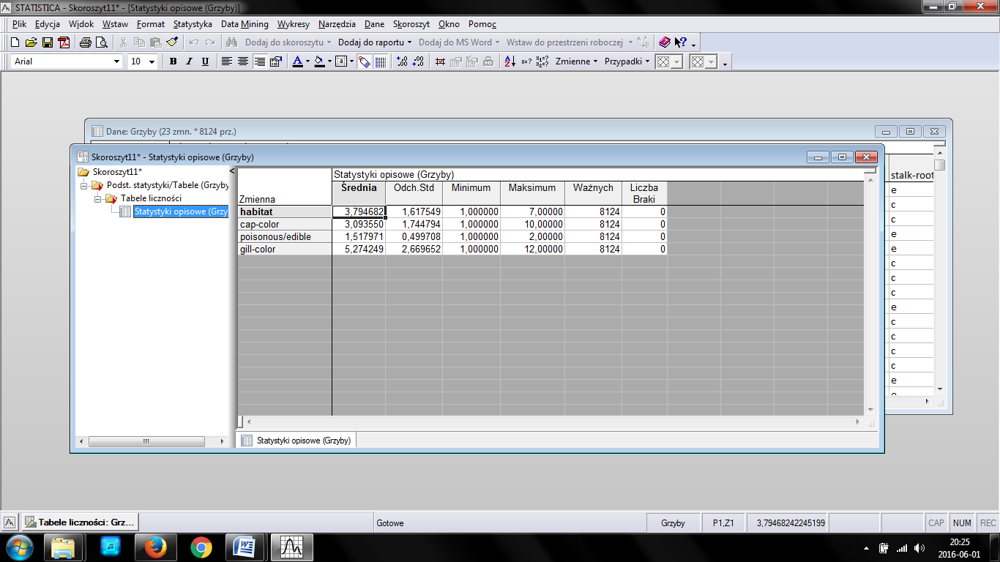 STATISTICA - Skoroszyt11* - [Statystyki opisowe (Grzyby)]
Plik Edycja Widok Wstaw Format Statystyka Data Mining Wykresy Narzędzia Dane Skoroszyt Okno Pomoc
Dodaj do skoroszytu Dodaj do raportu Dodaj do MS Word Wstaw do przestrzeni roboczej
Arial 10 B I U A Zmienne Przypadki
Dane: Grzyby (23 zmn. * 8124 prz.)
Skoroszyt11* - Statystyki opisowe (Grzyby)
Skoroszyt11*
Podst. statystyki/Tabele (Grzyby
Tabele liczności
Statystyki opisowe (Grzy
Statystyki opisowe (Grzyby)
Zmienna Średnia Odch.Std Minimum Maksimum Ważnych Liczba Braki
habitat 3,794682 1,617549 1,000000 7,00000 8124 0
cap-color 3,093550 1,744794 1,000000 10,00000 8124 0
poisonous/edible 1,517971 0,499708 1,000000 2,00000 8124 0
gill-color 5,274249 2,669652 1,000000 12,00000 8124 0
stalk-root
e
c
c
e
e
c
c
c
e
c
c
c
c
e
Statystyki opisowe (Grzyby)
Tabele liczności: Grz... Gotowe Grzyby P1,Z1 3,79468242245199 CAP NUM REC
20:25
2016-06-01